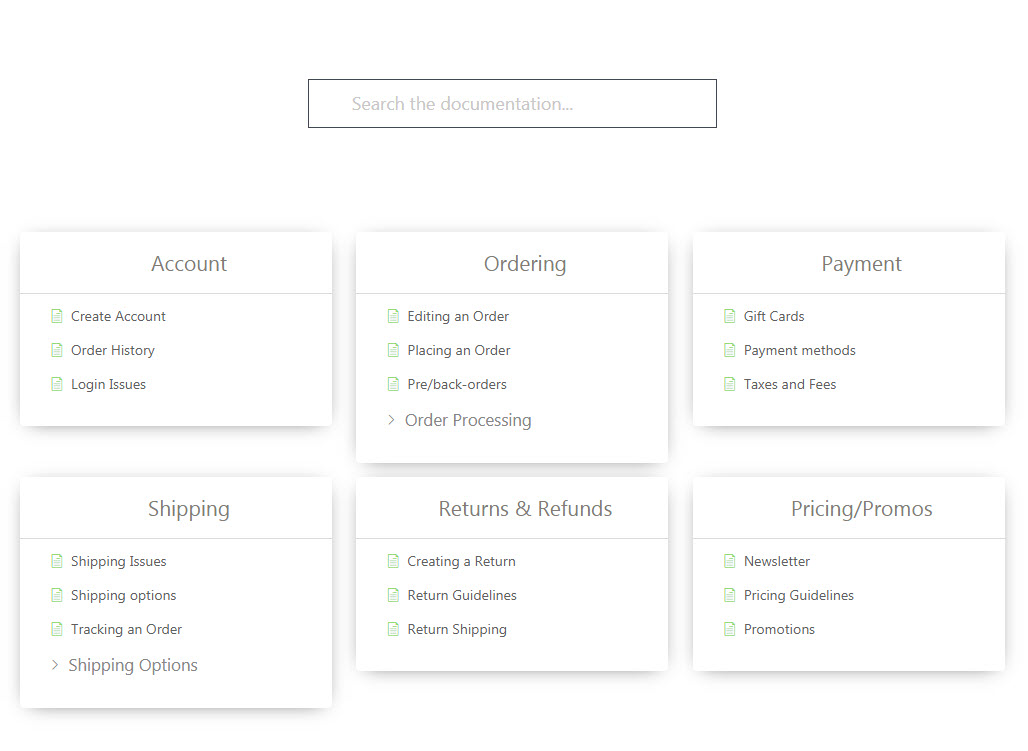 Search the documentation...
Account
Create Account
Order History
Login Issues
Ordering
Editing an Order
Placing an Order
Pre/back-orders
Order Processing
Payment
Gift Cards
Payment methods
Taxes and Fees
Shipping
Shipping Issues
Shipping options
Tracking an Order
Shipping Options
Returns & Refunds
Creating a Return
Return Guidelines
Return Shipping
Pricing/Promos
Newsletter
Pricing Guidelines
Promotions